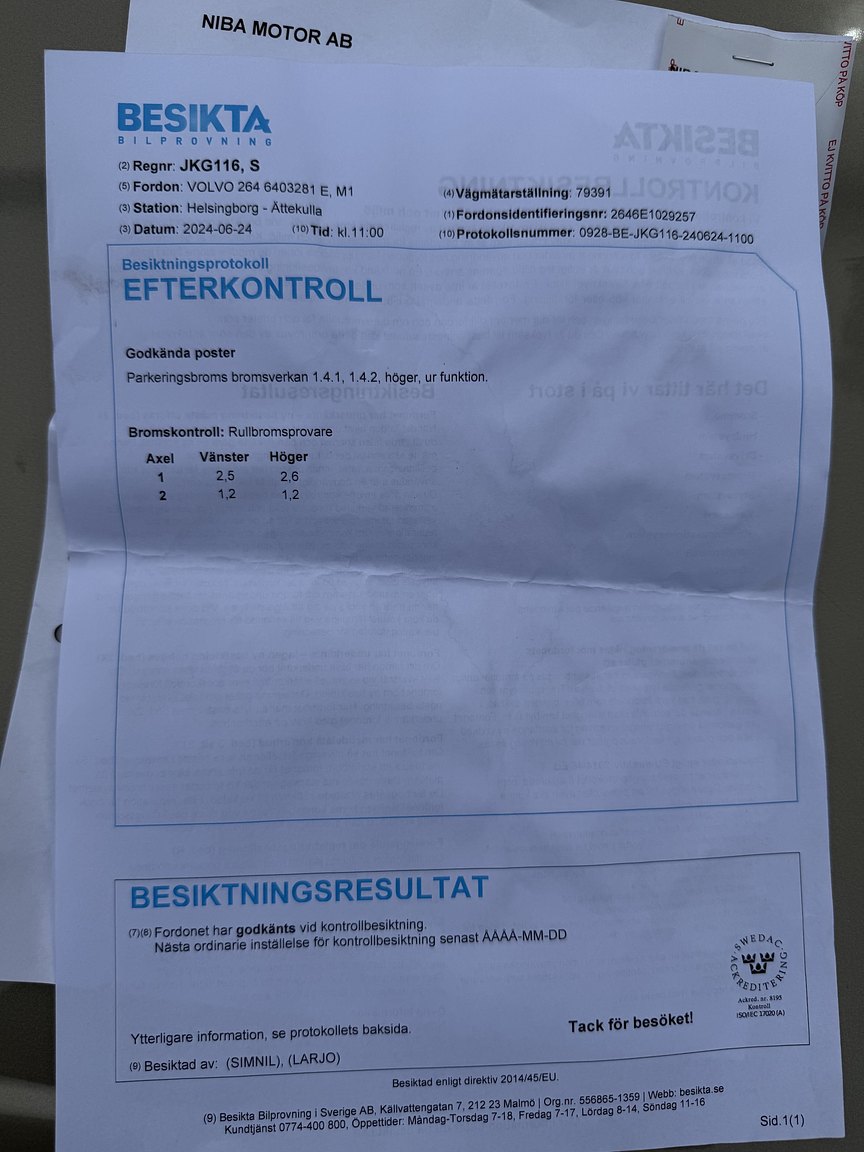 NIBA MOTOR AB
EJ KVITTO PÅ KÖP
BESIKTA
BILPROVNING
(2) Regnr: JKG116, S
(5) Fordon: VOLVO 264 6403281 E, M1
(4) Vägmätarställning: 79391
(3) Station: Helsingborg - Ättekulla
(1) Fordonsidentifieringsnr: 2646E1029257
(3) Datum: 2024-06-24 (10) Tid: kl.11:00
(10) Protokollsnummer: 0928-BE-JKG116-240624-1100
Besiktningsprotokoll
EFTERKONTROLL
Godkända poster
Parkeringsbroms bromsverkan 1.4.1, 1.4.2, höger, ur funktion.
Bromskontroll: Rullbromsprovare
Axel Vänster Höger
1 2,5 2,6
2 1,2 1,2
BESIKTNINGSRESULTAT
(7)(8) Fordonet har godkänts vid kontrollbesiktning.
Nästa ordinarie inställelse för kontrollbesiktning senast ÅÅÅÅ-MM-DD
SWEDAC
ACKREDITERING
Ackred. nr. 8193
Kontroll
ISO/IEC 17020 (A)
Ytterligare information, se protokollets baksida.
Tack för besöket!
(9) Besiktad av: (SIMNIL), (LARJO)
Besiktad enligt direktiv 2014/45/EU.
(9) Besikta Bilprovning i Sverige AB, Källvattengatan 7, 212 23 Malmö | Org.nr. 556865-1359 | Webb: besikta.se
Kundtjänst 0774-400 800, Öppettider: Måndag-Torsdag 7-18, Fredag 7-17, Lördag 8-14, Söndag 11-16
Sid.1(1)